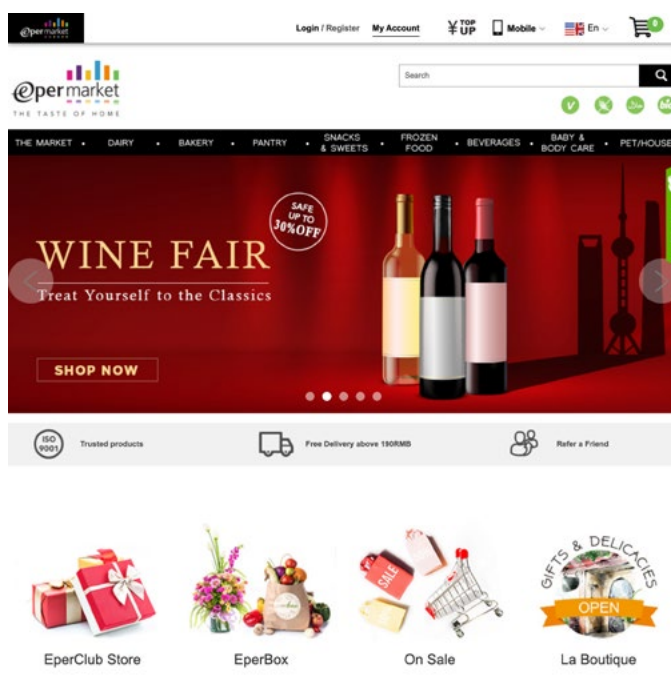 epermarket
Login / Register
My Account
¥ TOP UP
Mobile
En
0
epermarket
THE TASTE OF HOME
Search
V
THE MARKET • DAIRY • BAKERY • PANTRY • SNACKS & SWEETS • FROZEN FOOD • BEVERAGES • BABY & BODY CARE • PET/HOUSE
SAFE
UP TO
30%OFF
WINE FAIR
Treat Yourself to the Classics
SHOP NOW
ISO
9001
Trusted products
Free Delivery above 190RMB
Refer a Friend
SALE
GIFTS & DELICACIES
OPEN
EperClub Store
EperBox
On Sale
La Boutique